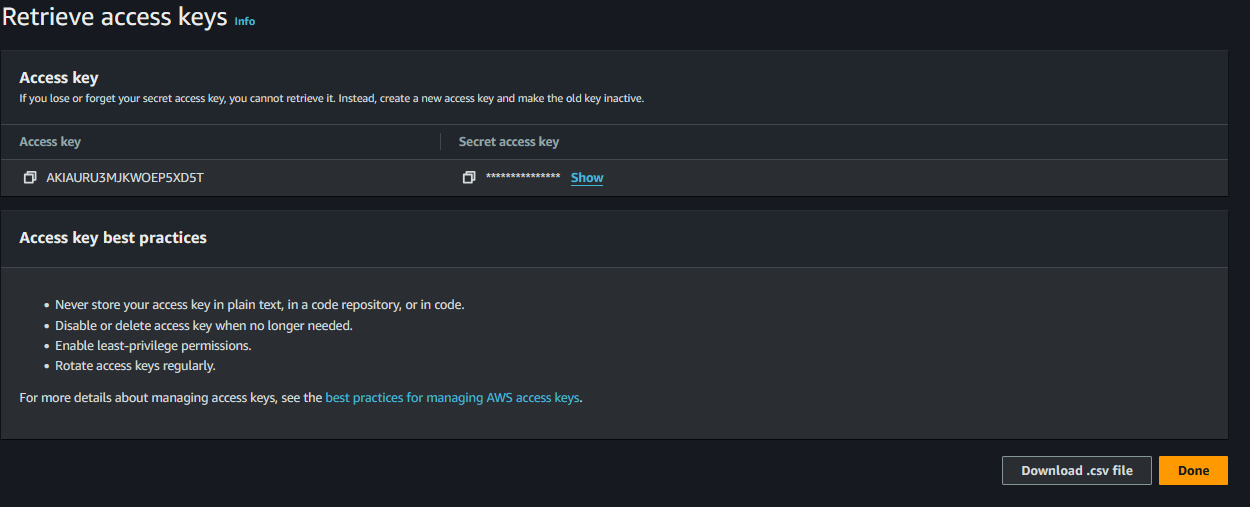 Retrieve access keys Info
Access key
If you lose or forget your secret access key, you cannot retrieve it. Instead, create a new access key and make the old key inactive.
Access key Secret access key
AKIAURU3MJKWOEP5XD5T *************** Show
Access key best practices
• Never store your access key in plain text, in a code repository, or in code.
• Disable or delete access key when no longer needed.
• Enable least-privilege permissions.
• Rotate access keys regularly.
For more details about managing access keys, see the best practices for managing AWS access keys.
Download .csv file Done